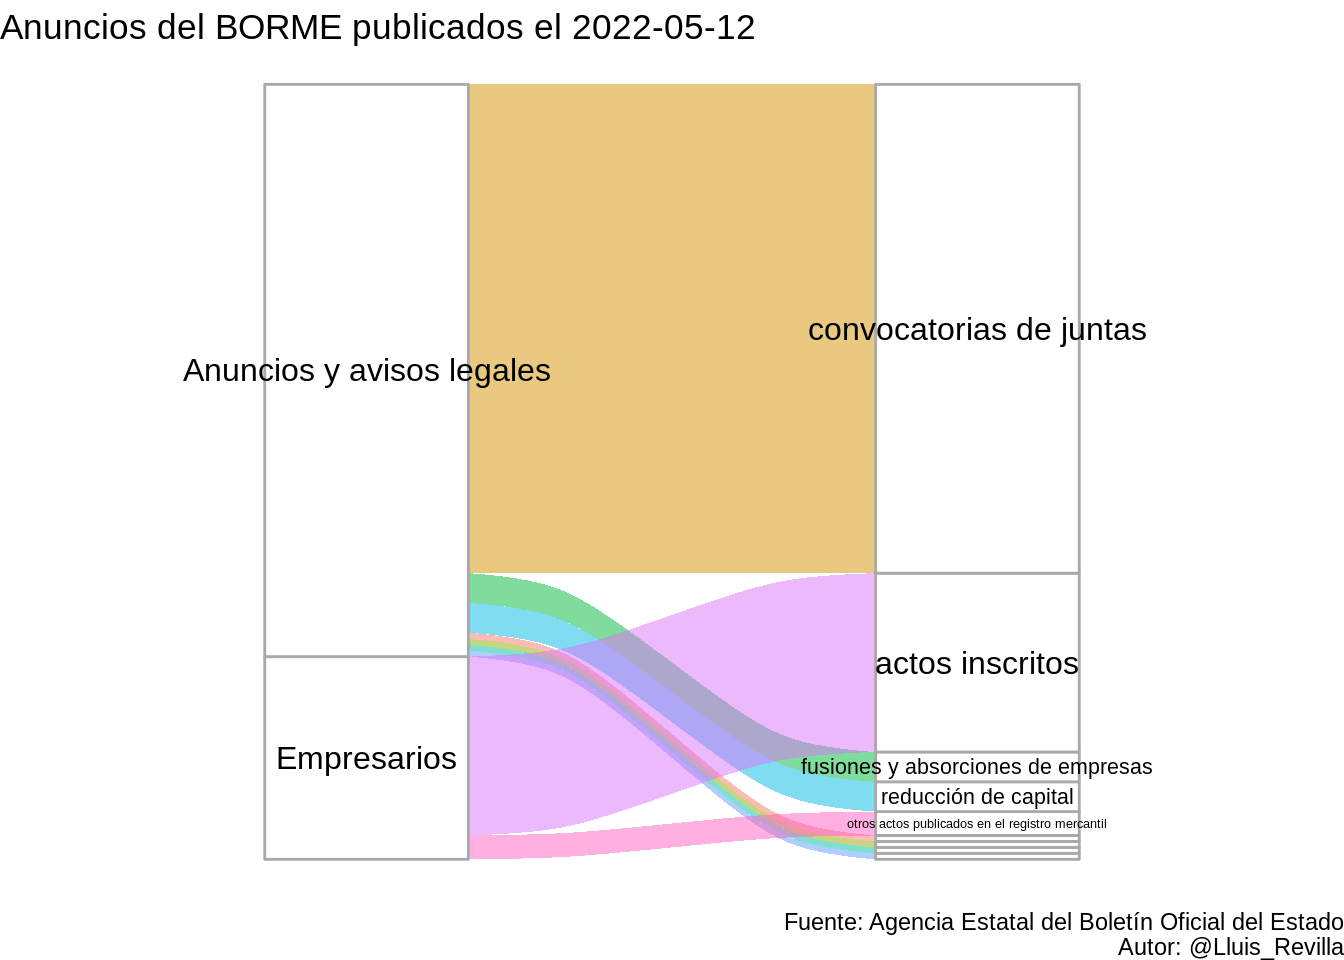 Anuncios del BORME publicados el 2022-05-12
convocatorias de juntas
Anuncios y avisos legales
actos inscritos
Empresarios
fusiones y absorciones de empresas
reducción de capital
otros actos publicados en el registro mercantil
Fuente: Agencia Estatal del Boletín Oficial del Estado
Autor: @Lluis_Revilla